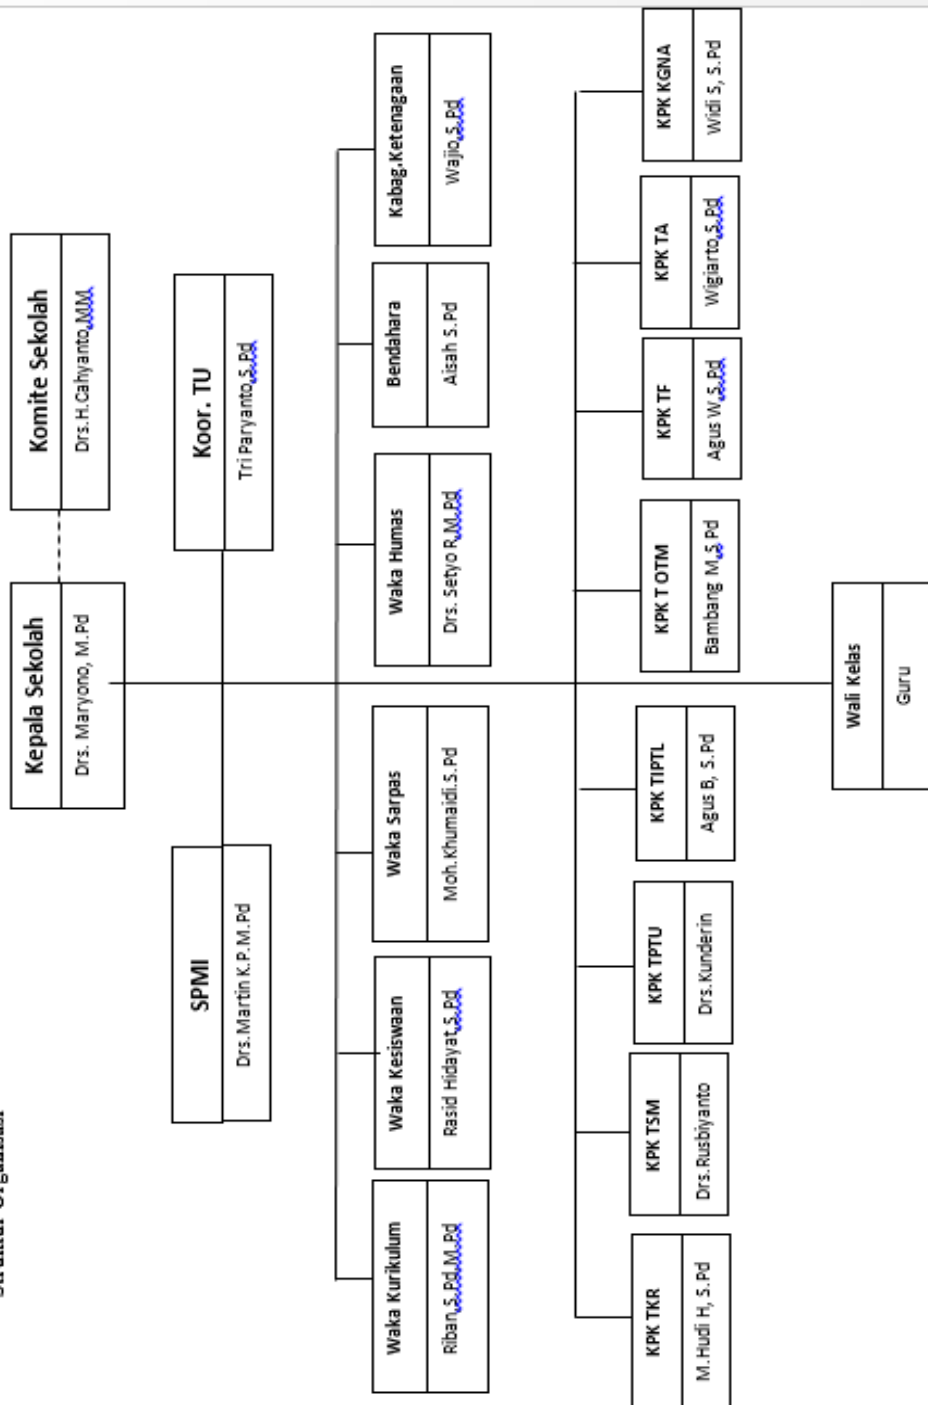 Struktur Organisasi
Kepala Sekolah
Drs. Maryono, M.Pd
Komite Sekolah
Drs.H.Cahyanto,MM
SPMI
Drs.Martin K.P.M.Pd
Koor. TU
Tri Paryanto,S.Pd
Waka Kurikulum
Riban,S.Pd,M.Pd
Waka Kesiswaan
Rasid Hidayat,S.Pd
Waka Sarpas
Moh.Khumaidi.S.Pd
Waka Humas
Drs. Setyo R,M.Pd
Bendahara
Aisah S.Pd
Kabag.Ketenagaan
Wajio,S.Pd
KPK TKR
M.Hudi H, S.Pd
KPK TSM
Drs.Rusbiyanto
KPK TPTU
Drs.Kunderin
KPK TIPTL
Agus B, S.Pd
KPK T OTM
Bambang M,S Pd
KPK TF
Agus W,S.Pd
KPK TA
Wigiarto,S.Pd
KPK KGNA
Widi S, S.Pd
Wali Kelas
Guru